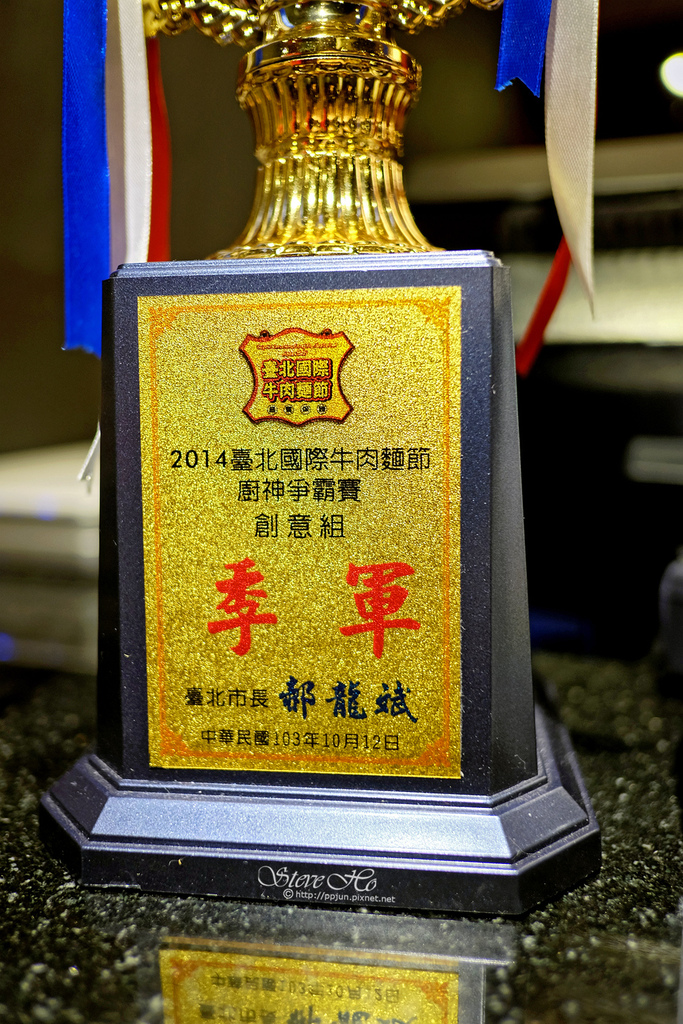 臺北國際
牛肉麵節
2014臺北國際牛肉麵節
廚神爭霸賽
創意組
季軍
臺北市長 郝龍斌
中華民國103年10月12日
Steve Ho
© http://ppjun.pixnet.net